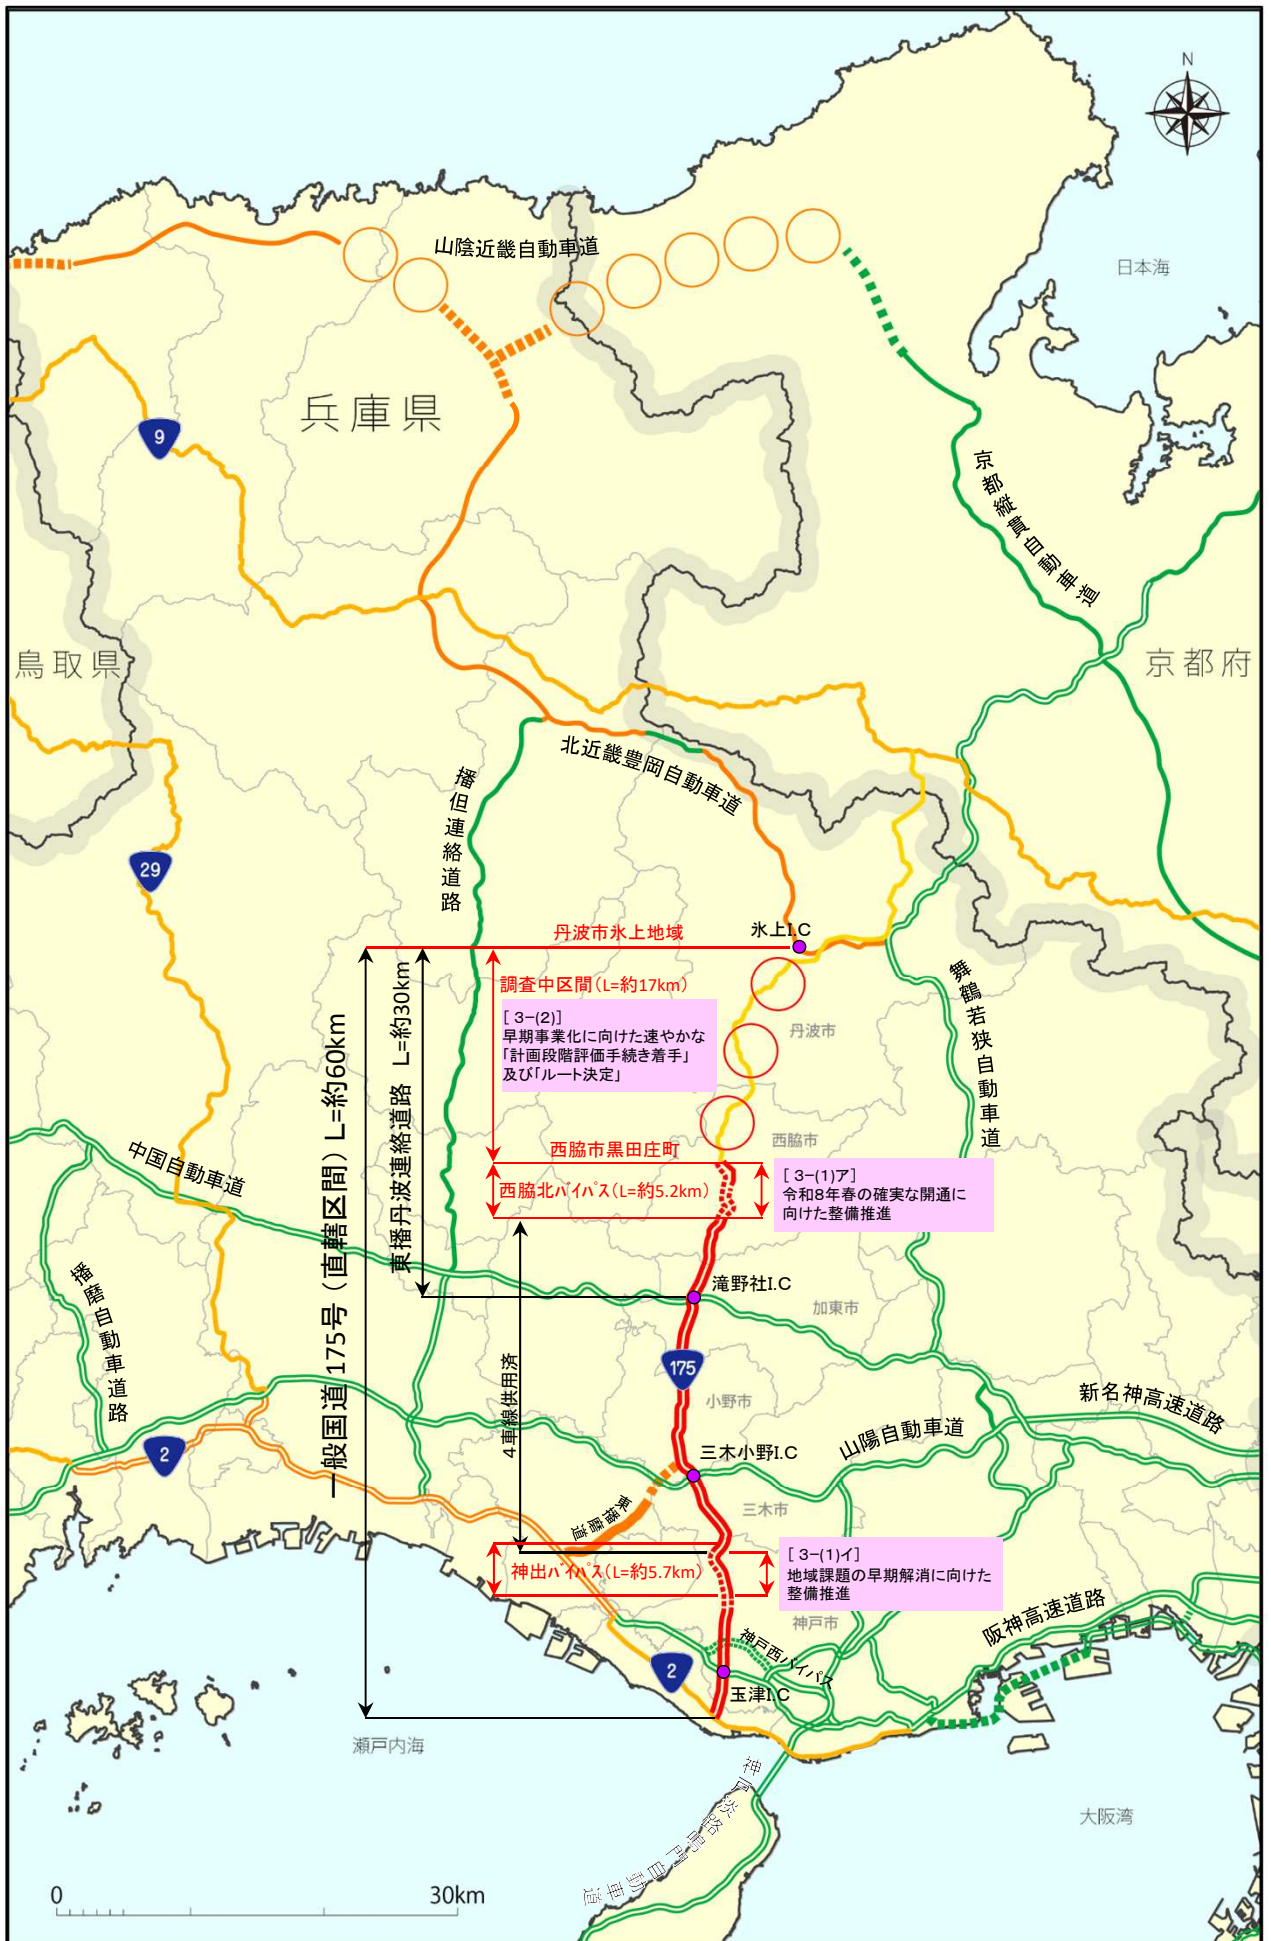 N
山陰近畿自動車道
日本海
兵庫県
9
京都縦貫自動車道
鳥取県
京都府
北近畿豊岡自動車道
播但連絡道路
29
丹波市氷上地域
氷上I.C
調査中区間(L=約17km)
[ 3-(2)]
早期事業化に向けた速やかな
「計画段階評価手続き着手」
及び「ルート決定」
丹波市
舞鶴若狭自動車道
一般国道 175号 (直轄区間) L=約60km
東播丹波連絡道路 L=約30km
西脇市
西脇市黒田庄町
中国自動車道
西脇北バイパス(L=約5.2km)
[ 3-(1)ア]
令和8年春の確実な開通に
向けた整備推進
播磨自動車道路
滝野社I.C
加東市
175
4車線供用済
小野市
新名神高速道路
2
山陽自動車道
三木小野I.C
東播磨道
三木市
神出バイパス(L=約5.7km)
[ 3-(1)イ]
地域課題の早期解消に向けた
整備推進
神戸市
阪神高速道路
神戸西バイパス
2
玉津I.C
瀬戸内海
神戸淡路鳴門自動車道
大阪湾
0 30km